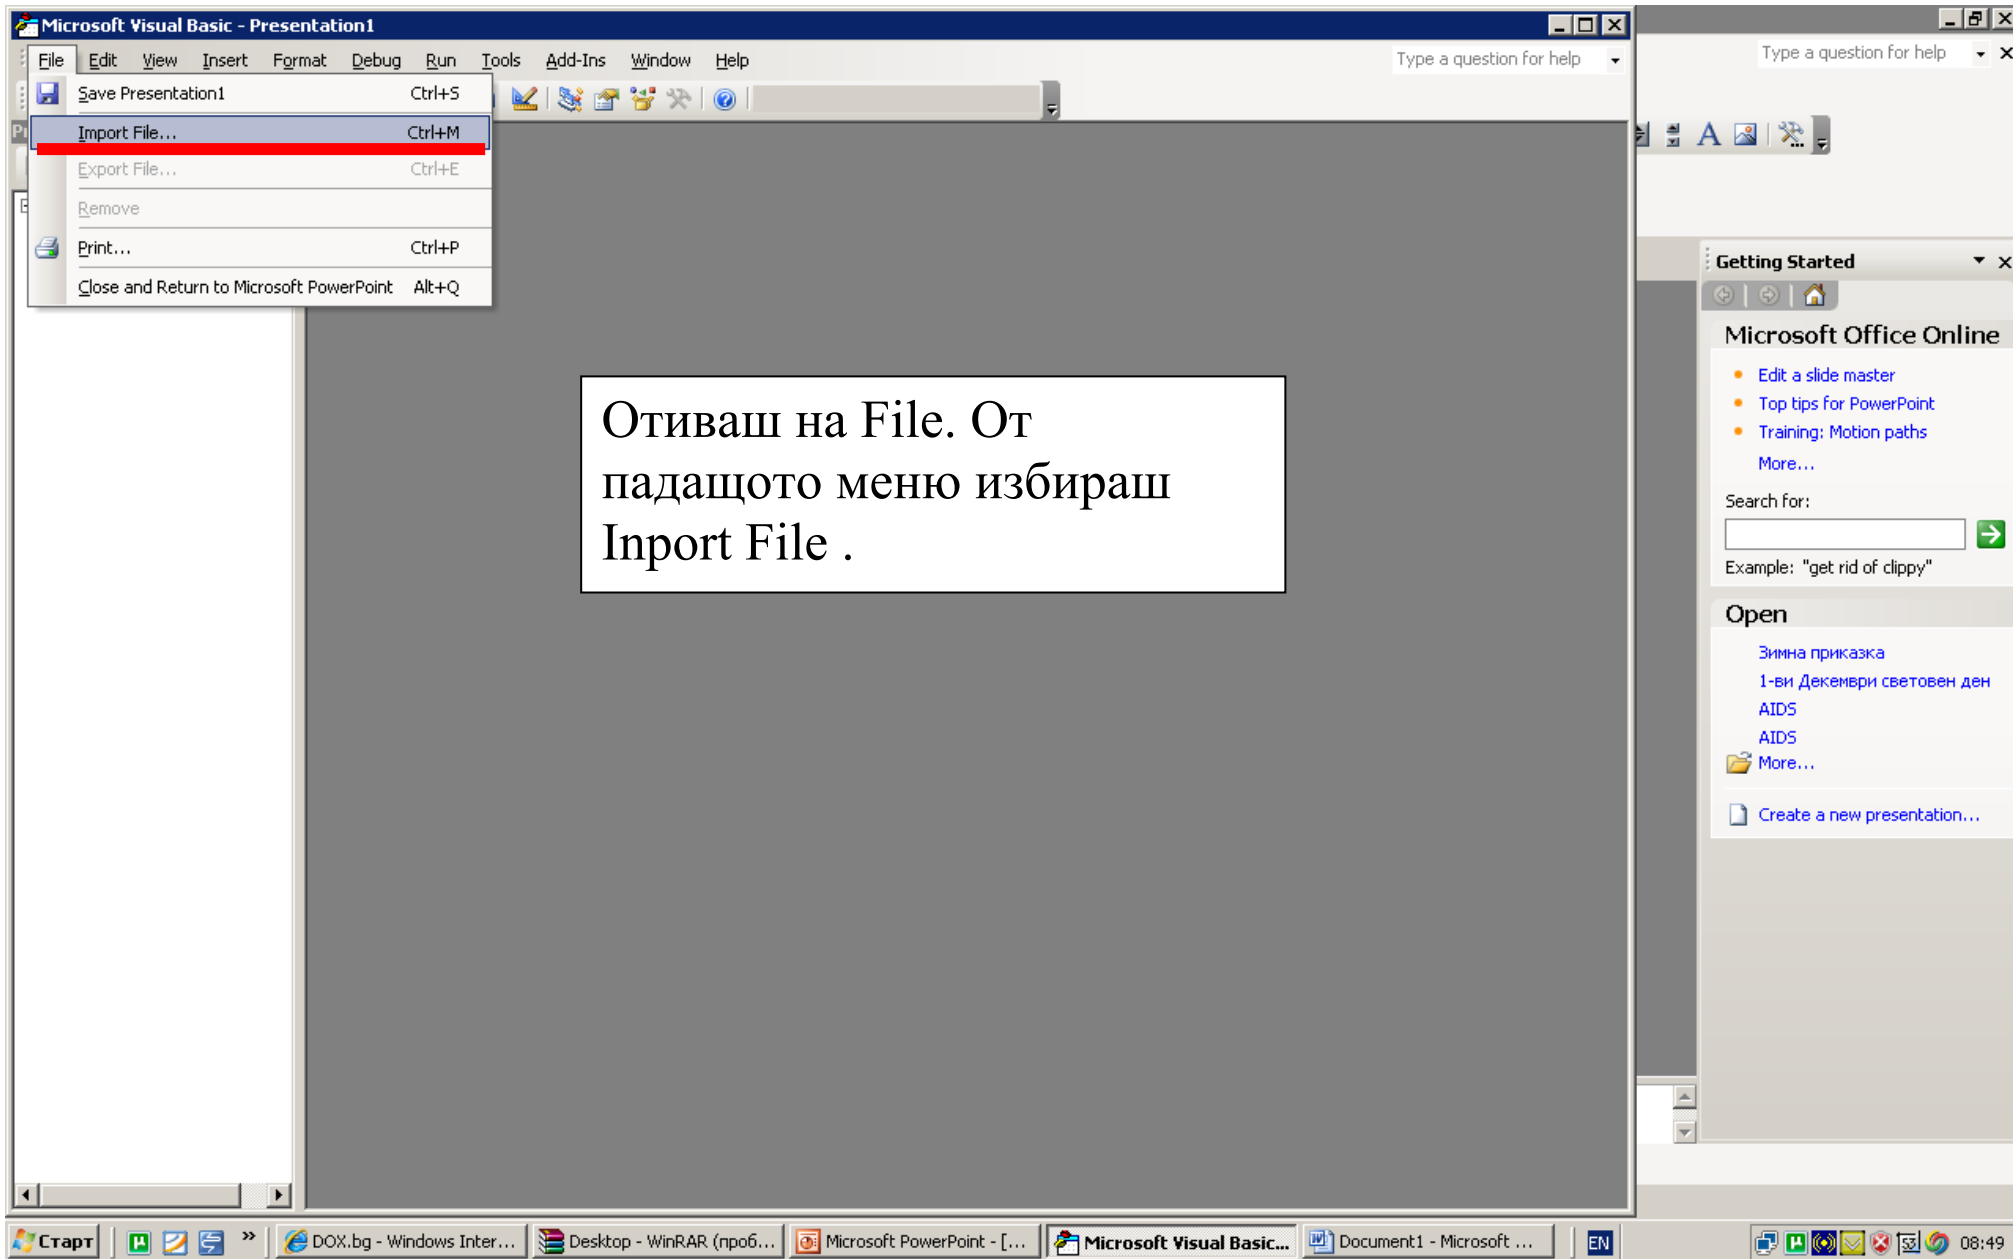 Microsoft Visual Basic - Presentation1
File Edit View Insert Format Debug Run Tools Add-Ins Window Help
Type a question for help
Type a question for help
Save Presentation1 Ctrl+S
Import File... Ctrl+M
Export File... Ctrl+E
Remove
Print... Ctrl+P
Close and Return to Microsoft PowerPoint Alt+Q
Отиваш на File. От
падащото меню избираш
Inport File .
Getting Started
Microsoft Office Online
Edit a slide master
Top tips for PowerPoint
Training: Motion paths
More...
Search for:
Example: "get rid of clippy"
Open
Зимна приказка
1-ви Декември световен ден
AIDS
AIDS
More...
Create a new presentation...
Старт
DOX.bg - Windows Inter...
Desktop - WinRAR (проб...
Microsoft PowerPoint - [...
Microsoft Visual Basic...
Document1 - Microsoft ...
EN
08:49